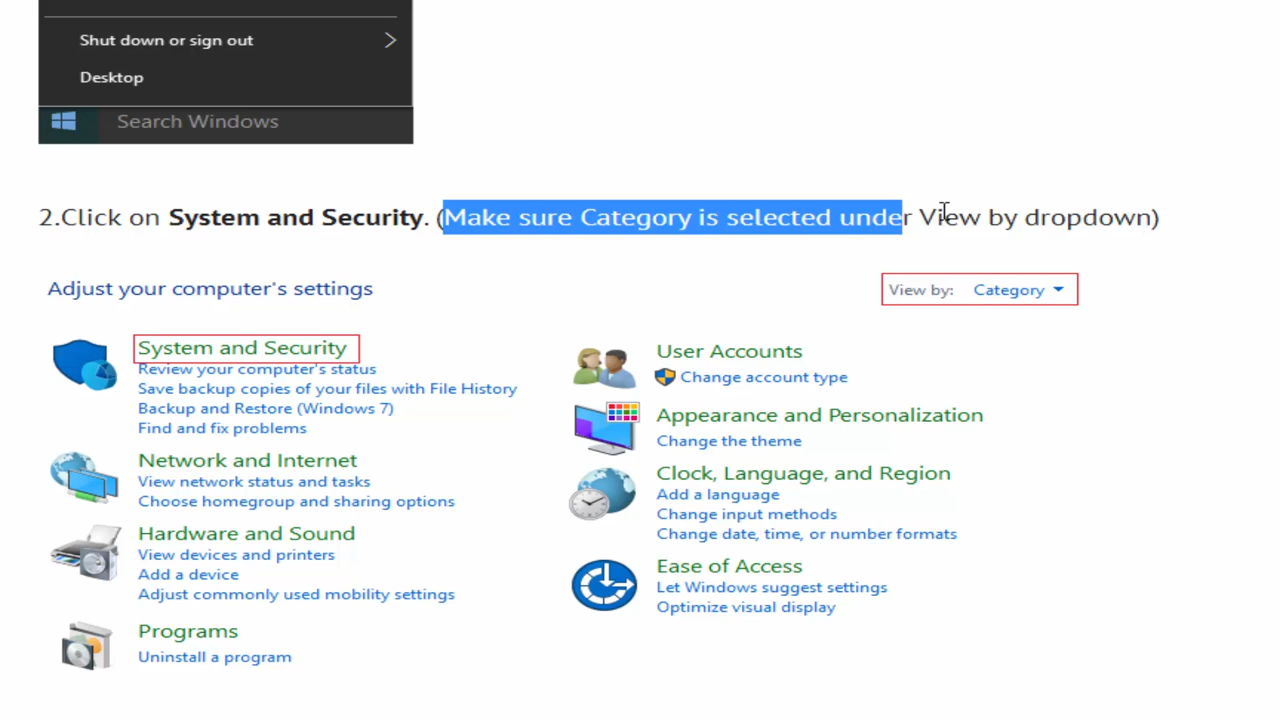 Shut down or sign out
Desktop
Search Windows
2.Click on System and Security. (Make sure Category is selected under View by dropdown)
Adjust your computer's settings
View by: Category
System and Security
Review your computer's status
Save backup copies of your files with File History
Backup and Restore (Windows 7)
Find and fix problems
Network and Internet
View network status and tasks
Choose homegroup and sharing options
Hardware and Sound
View devices and printers
Add a device
Adjust commonly used mobility settings
Programs
Uninstall a program
User Accounts
Change account type
Appearance and Personalization
Change the theme
Clock, Language, and Region
Add a language
Change input methods
Change date, time, or number formats
Ease of Access
Let Windows suggest settings
Optimize visual display